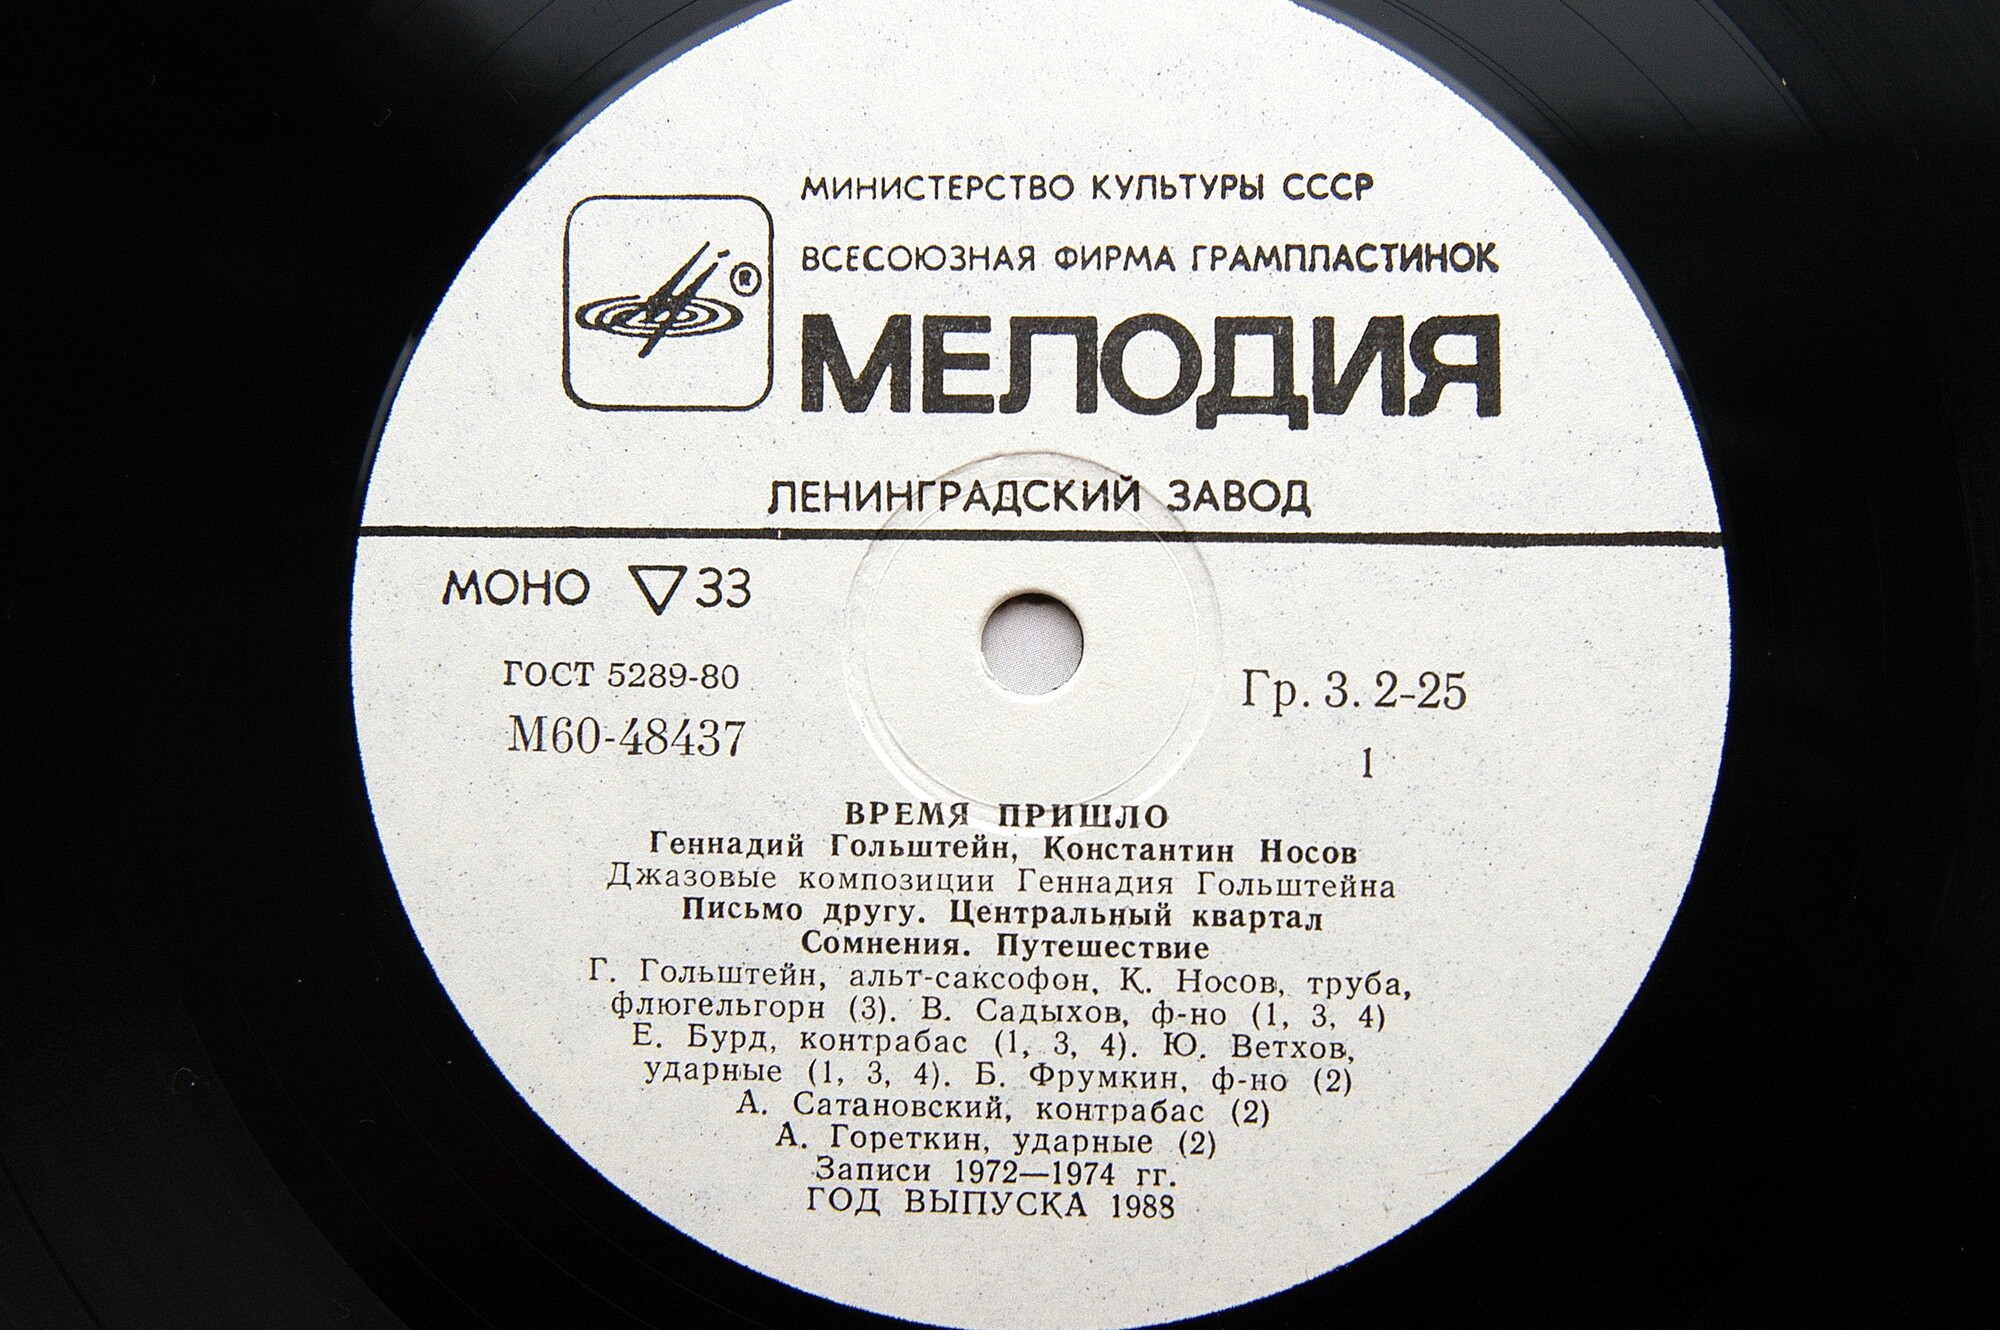 МИНИСТЕРСТВО КУЛЬТУРЫ СССР
ВСЕСОЮЗНАЯ ФИРМА ГРАМПЛАСТИНОК
®
МЕЛОДИЯ
ЛЕНИНГРАДСКИЙ ЗАВОД
МОНО ▽33
ГОСТ 5289-80
М60-48437
Гр. 3. 2-25
1
ВРЕМЯ ПРИШЛО
Геннадий Гольштейн, Константин Носов
Джазовые композиции Геннадия Гольштейна
Письмо другу. Центральный квартал
Сомнения. Путешествие
Г. Гольштейн, альт-саксофон, К. Носов, труба,
флюгельгорн (3). В. Садыхов, ф-но (1, 3, 4)
Е. Бурд, контрабас (1, 3, 4). Ю. Ветхов,
ударные (1, 3, 4). Б. Фрумкин, ф-но (2)
А. Сатановский, контрабас (2)
А. Гореткин, ударные (2)
Записи 1972—1974 гг.
ГОД ВЫПУСКА 1988